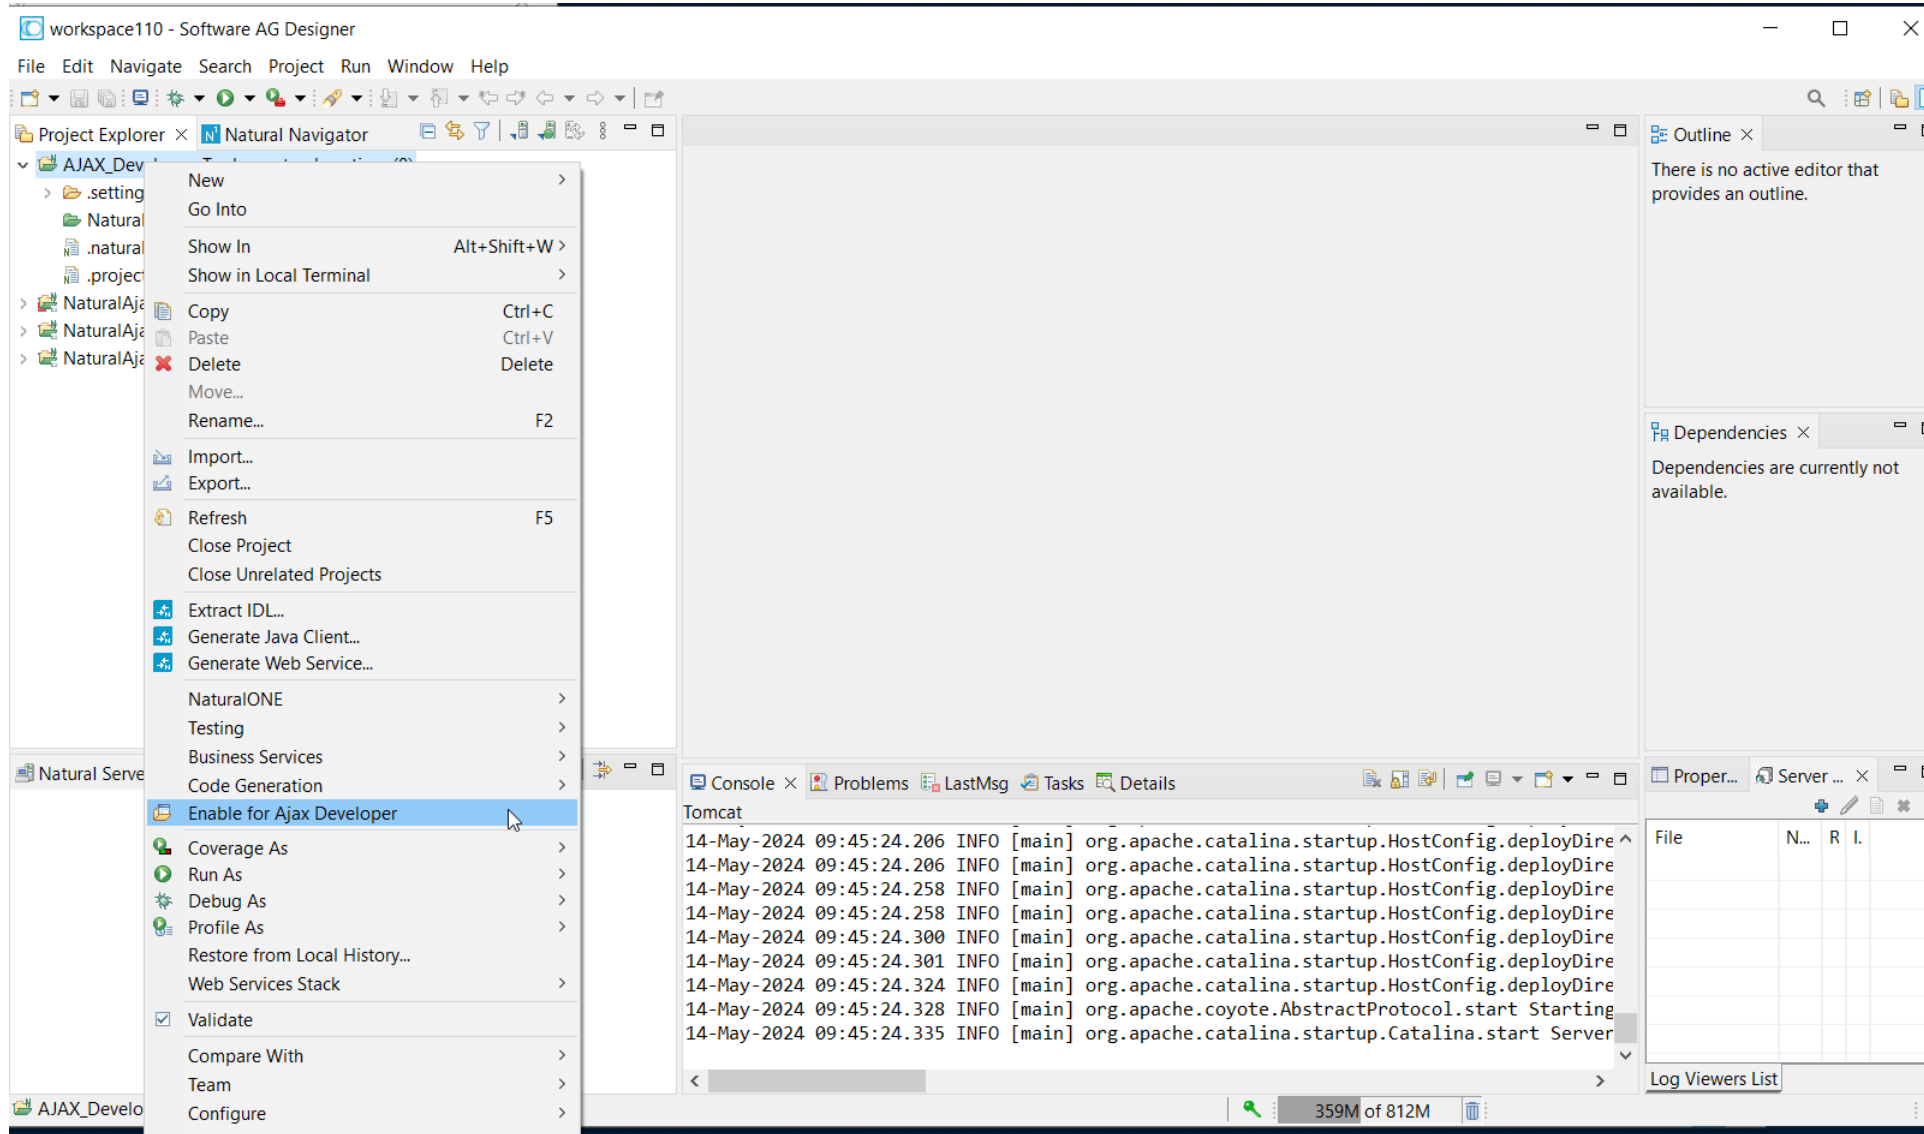 workspace110 - Software AG Designer
File Edit Navigate Search Project Run Window Help
Project Explorer
Natural Navigator
AJAX_Dev
.setting
Natural
.natural
.project
NaturalAja
NaturalAja
NaturalAja
New
Go Into
Show In Alt+Shift+W
Show in Local Terminal
Copy Ctrl+C
Paste Ctrl+V
Delete Delete
Move...
Rename... F2
Import...
Export...
Refresh F5
Close Project
Close Unrelated Projects
Extract IDL...
Generate Java Client...
Generate Web Service...
NaturalONE
Testing
Business Services
Code Generation
Enable for Ajax Developer
Coverage As
Run As
Debug As
Profile As
Restore from Local History...
Web Services Stack
Validate
Compare With
Team
Configure
Natural Serve
AJAX_Develo
Outline
There is no active editor that
provides an outline.
Dependencies
Dependencies are currently not
available.
Console Problems LastMsg Tasks Details
Tomcat
14-May-2024 09:45:24.206 INFO [main] org.apache.catalina.startup.HostConfig.deployDire
14-May-2024 09:45:24.206 INFO [main] org.apache.catalina.startup.HostConfig.deployDire
14-May-2024 09:45:24.258 INFO [main] org.apache.catalina.startup.HostConfig.deployDire
14-May-2024 09:45:24.258 INFO [main] org.apache.catalina.startup.HostConfig.deployDire
14-May-2024 09:45:24.300 INFO [main] org.apache.catalina.startup.HostConfig.deployDire
14-May-2024 09:45:24.301 INFO [main] org.apache.catalina.startup.HostConfig.deployDire
14-May-2024 09:45:24.324 INFO [main] org.apache.catalina.startup.HostConfig.deployDire
14-May-2024 09:45:24.328 INFO [main] org.apache.coyote.AbstractProtocol.start Starting
14-May-2024 09:45:24.335 INFO [main] org.apache.catalina.startup.Catalina.start Server
Proper... Server ...
File N... R I.
Log Viewers List
359M of 812M